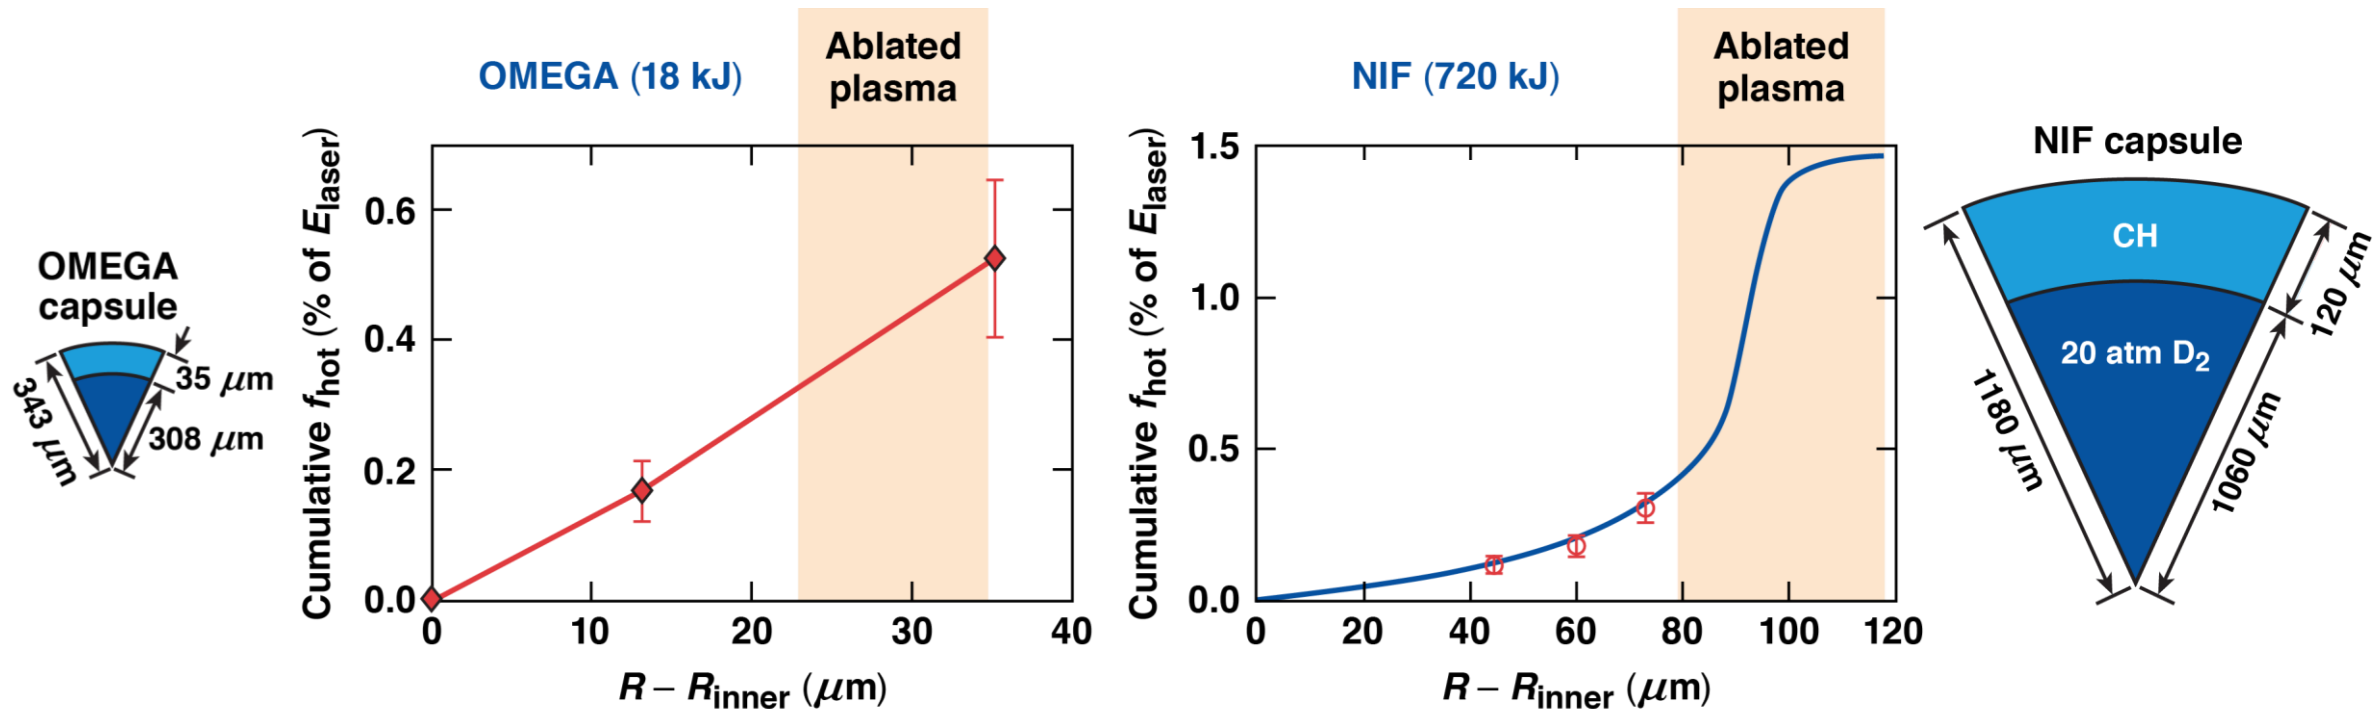 OMEGA
capsule
35 μm
343 μm
308 μm
OMEGA (18 kJ)
Ablated
plasma
Cumulative fhot (% of Elaser)
0.6
0.4
0.2
0.0
0 10 20 30 40
R – Rinner (μm)
NIF (720 kJ)
Ablated
plasma
Cumulative fhot (% of Elaser)
1.5
1.0
0.5
0.0
0 20 40 60 80 100 120
R – Rinner (μm)
NIF capsule
CH
120 μm
20 atm D2
1180 μm
1060 μm